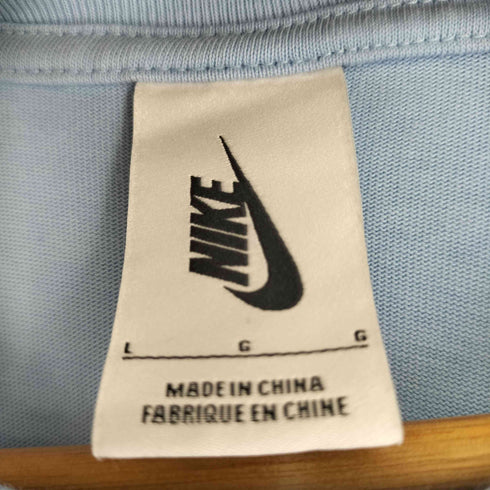 NIKE
L G G
MADE IN CHINA
FABRIQUE EN CHINE